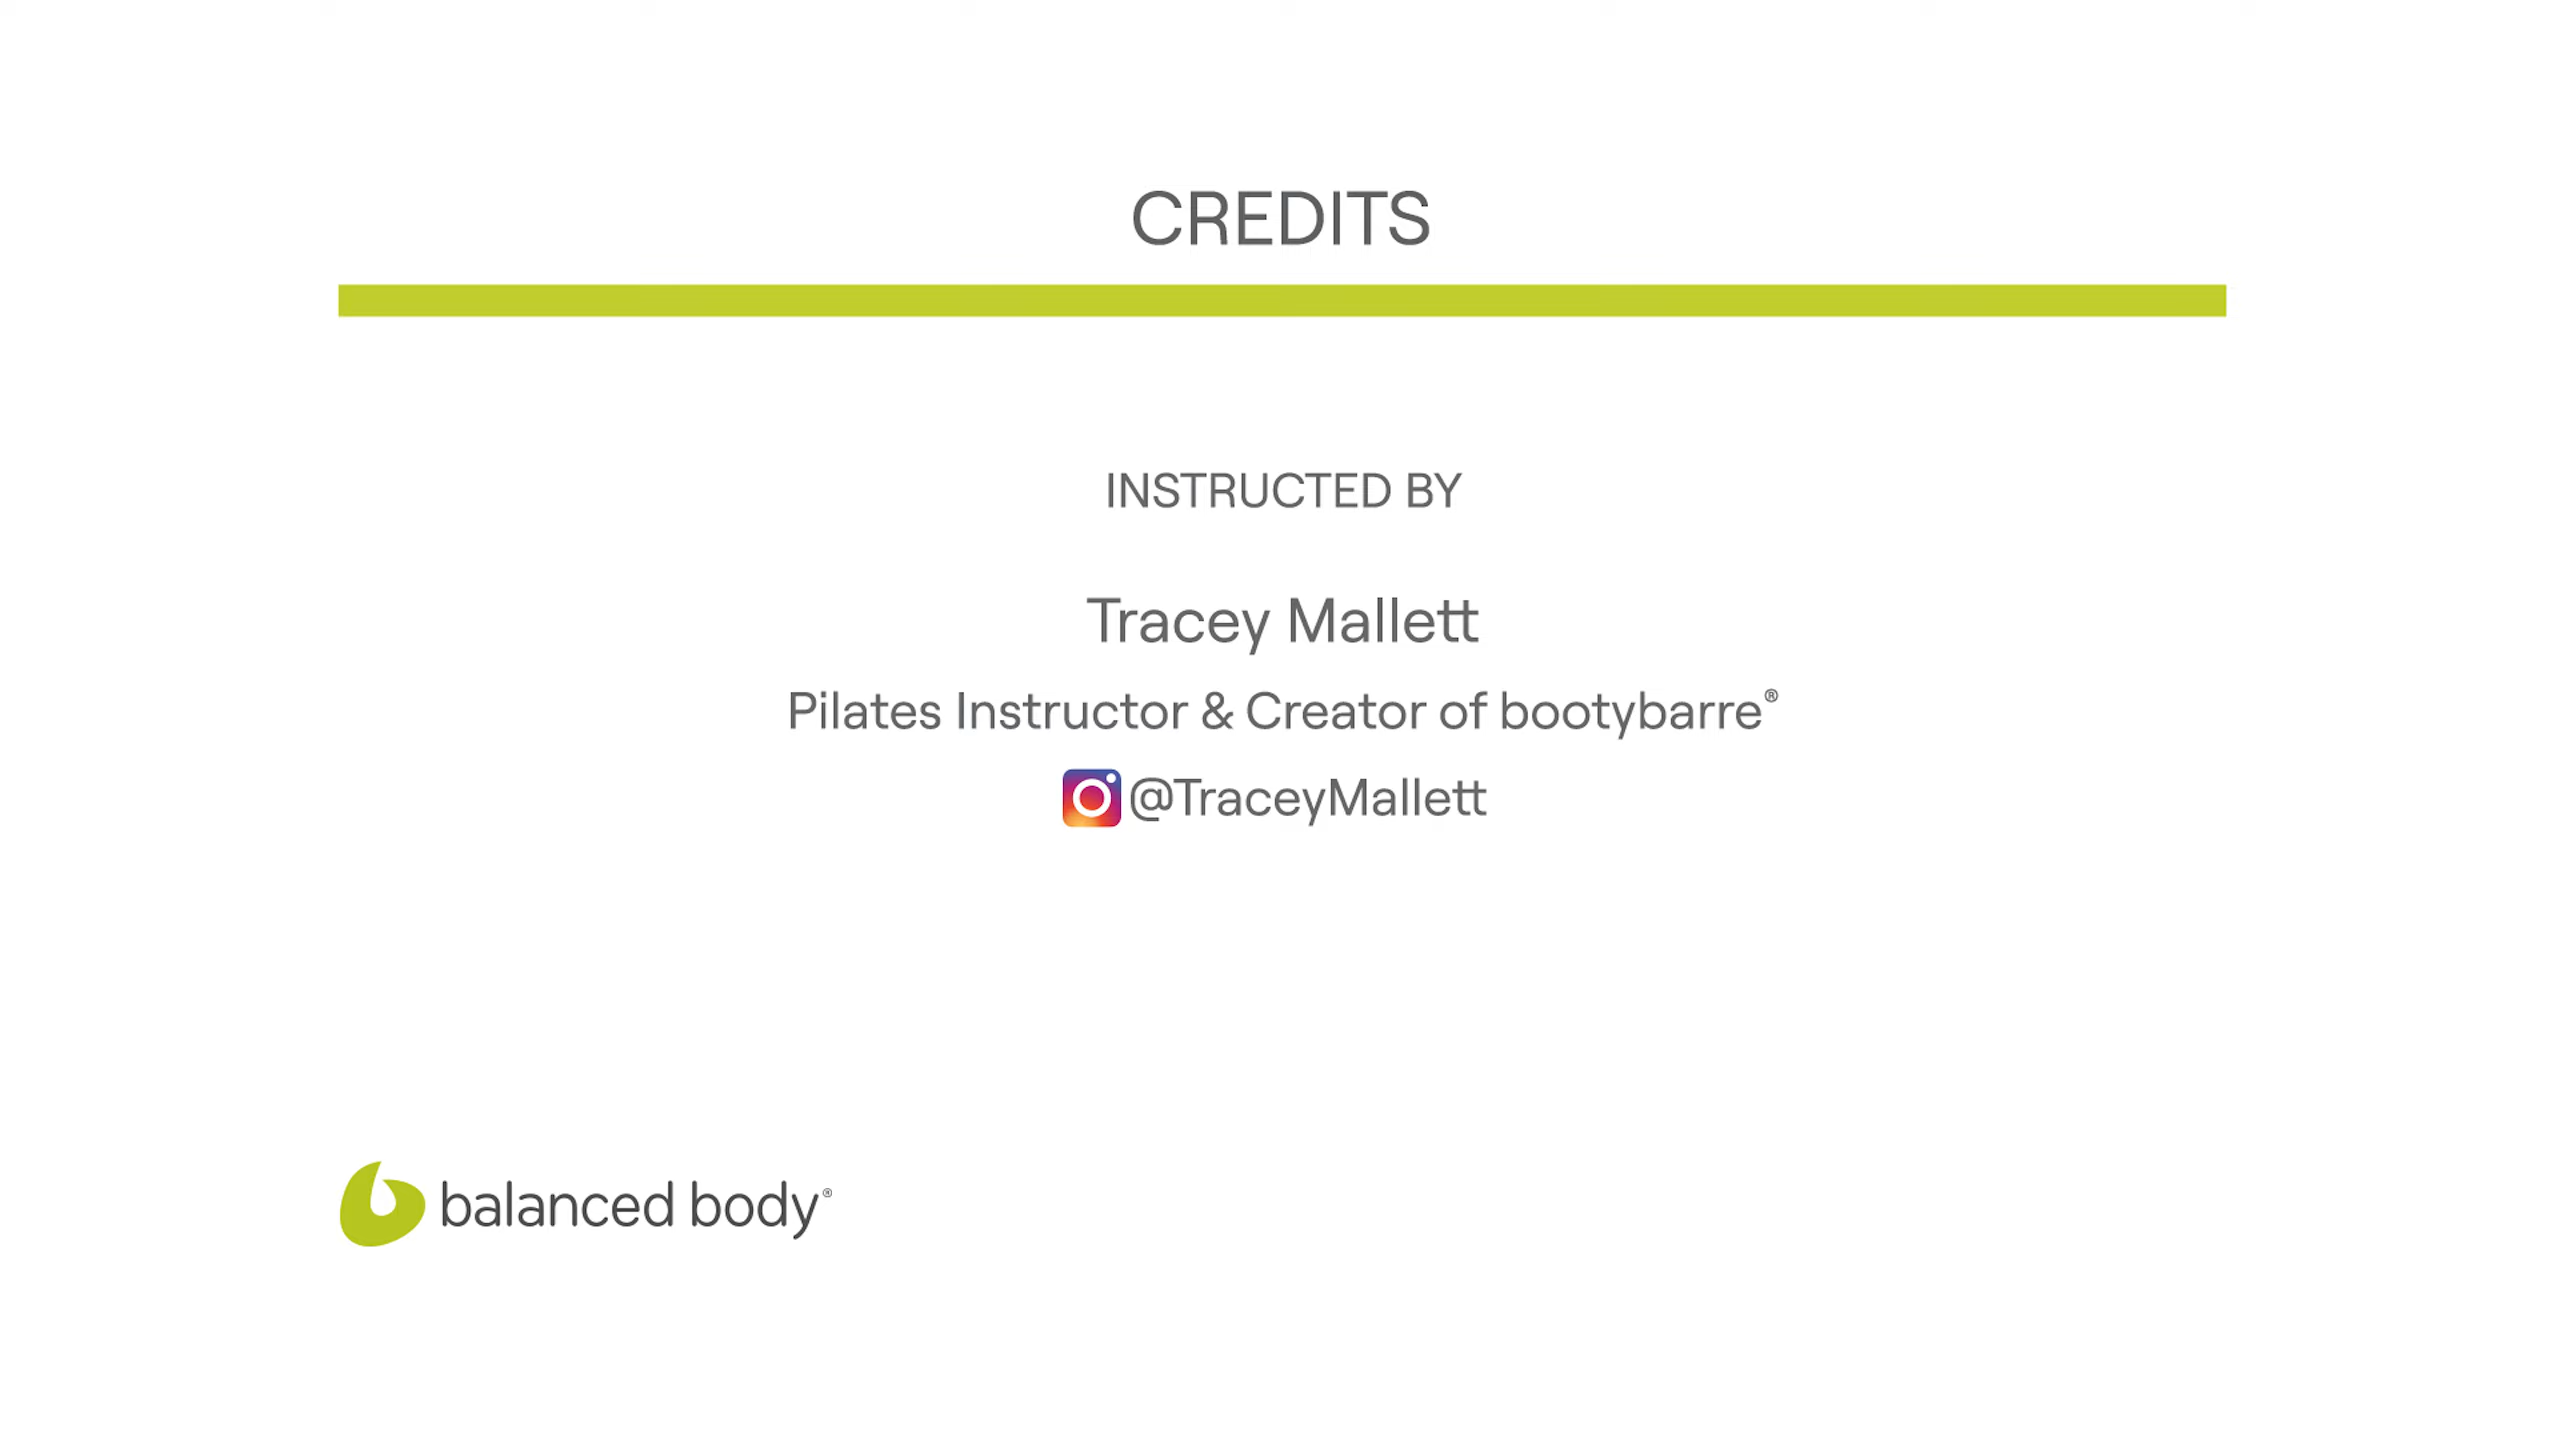 CREDITS
INSTRUCTED BY
Tracey Mallett
Pilates Instructor & Creator of bootybarre®
@TraceyMallett
balanced body®